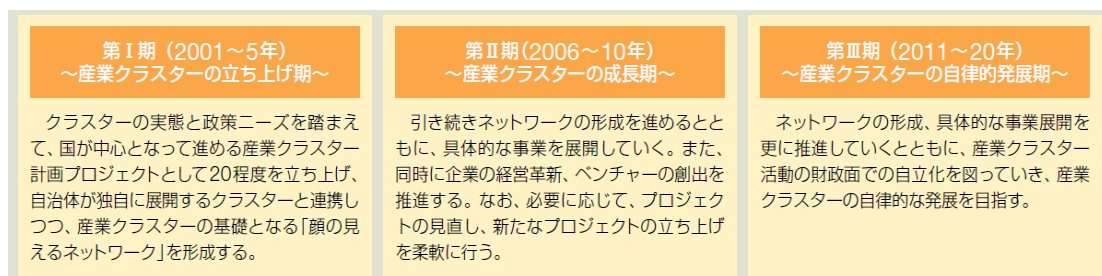 第Ⅰ期（2001～5年）
～産業クラスターの立ち上げ期～
クラスターの実態と政策ニーズを踏まえ
て、国が中心となって進める産業クラスター
計画プロジェクトとして20程度を立ち上げ、
自治体が独自に展開するクラスターと連携し
つつ、産業クラスターの基礎となる「顔の見
えるネットワーク」を形成する。
第Ⅱ期（2006～10年）
～産業クラスターの成長期～
引き続きネットワークの形成を進めるとと
もに、具体的な事業を展開していく。また、
同時に企業の経営革新、ベンチャーの創出を
推進する。なお、必要に応じて、プロジェク
トの見直し、新たなプロジェクトの立ち上げ
を柔軟に行う。
第Ⅲ期（2011～20年）
～産業クラスターの自律的発展期～
ネットワークの形成、具体的な事業展開を
更に推進していくとともに、産業クラスター
活動の財政面での自立化を図っていき、産業
クラスターの自律的な発展を目指す。